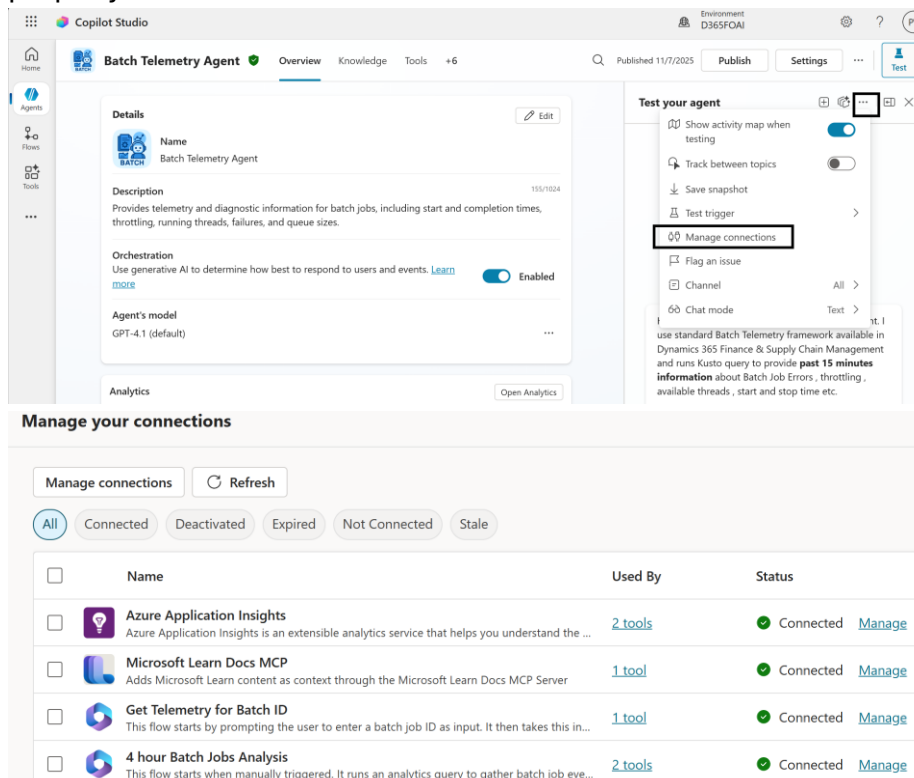 Copilot Studio
Environment
D365FOAI
?
Home
Agents
Flows
Tools
BATCH
Batch Telemetry Agent
Overview
Knowledge
Tools
+6
Published 11/7/2025
Publish
Settings
Test
Details
Edit
BATCH
Name
Batch Telemetry Agent
Description
155/1024
Provides telemetry and diagnostic information for batch jobs, including start and completion times,
throttling, running threads, failures, and queue sizes.
Orchestration
Use generative AI to determine how best to respond to users and events. Learn
more
Enabled
Agent's model
GPT-4.1 (default)
Analytics
Open Analytics
Test your agent
Show activity map when
testing
Track between topics
Save snapshot
Test trigger
Manage connections
Flag an issue
Channel
All
Chat mode
Text
nt. I
use standard Batch Telemetry framework available in
Dynamics 365 Finance & Supply Chain Management
and runs Kusto query to provide past 15 minutes
information about Batch Job Errors , throttling ,
available threads , start and stop time etc.
Manage your connections
Manage connections
Refresh
All
Connected
Deactivated
Expired
Not Connected
Stale
Name
Used By
Status
Azure Application Insights
Azure Application Insights is an extensible analytics service that helps you understand the ...
2 tools
Connected
Manage
Microsoft Learn Docs MCP
Adds Microsoft Learn content as context through the Microsoft Learn Docs MCP Server
1 tool
Connected
Manage
Get Telemetry for Batch ID
This flow starts by prompting the user to enter a batch job ID as input. It then takes this in...
1 tool
Connected
Manage
4 hour Batch Jobs Analysis
This flow starts when manually triggered. It runs an analytics query to gather batch job eve...
2 tools
Connected
Manage